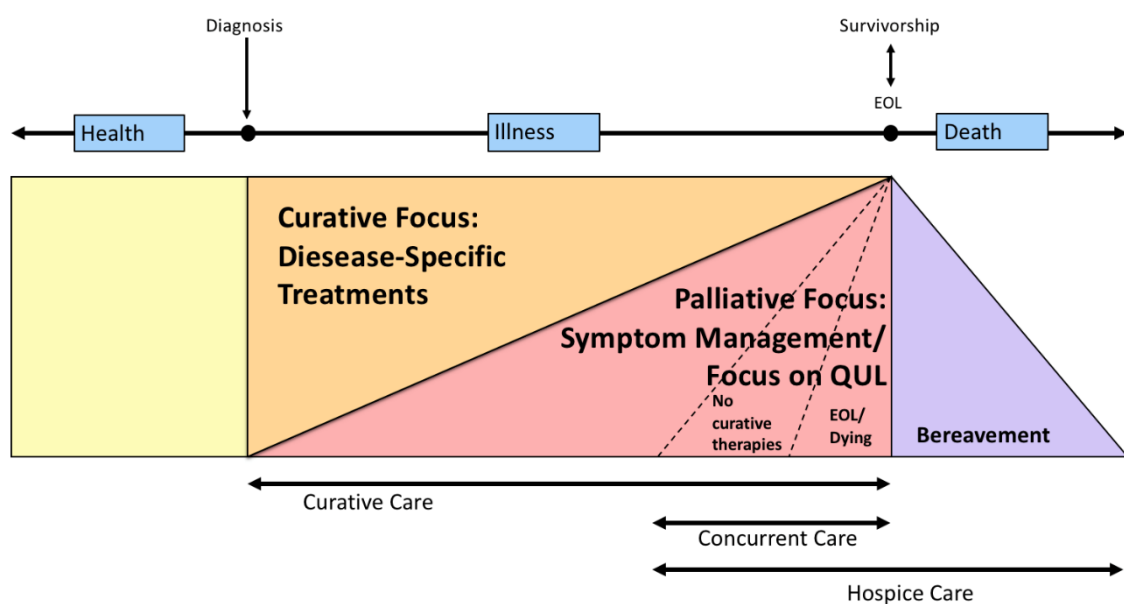 Diagnosis
Survivorship
EOL
Health
Illness
Death
Curative Focus:
Diesease-Specific
Treatments
Palliative Focus:
Symptom Management/
Focus on QUL
No
curative
therapies
EOL/
Dying
Bereavement
Curative Care
Concurrent Care
Hospice Care